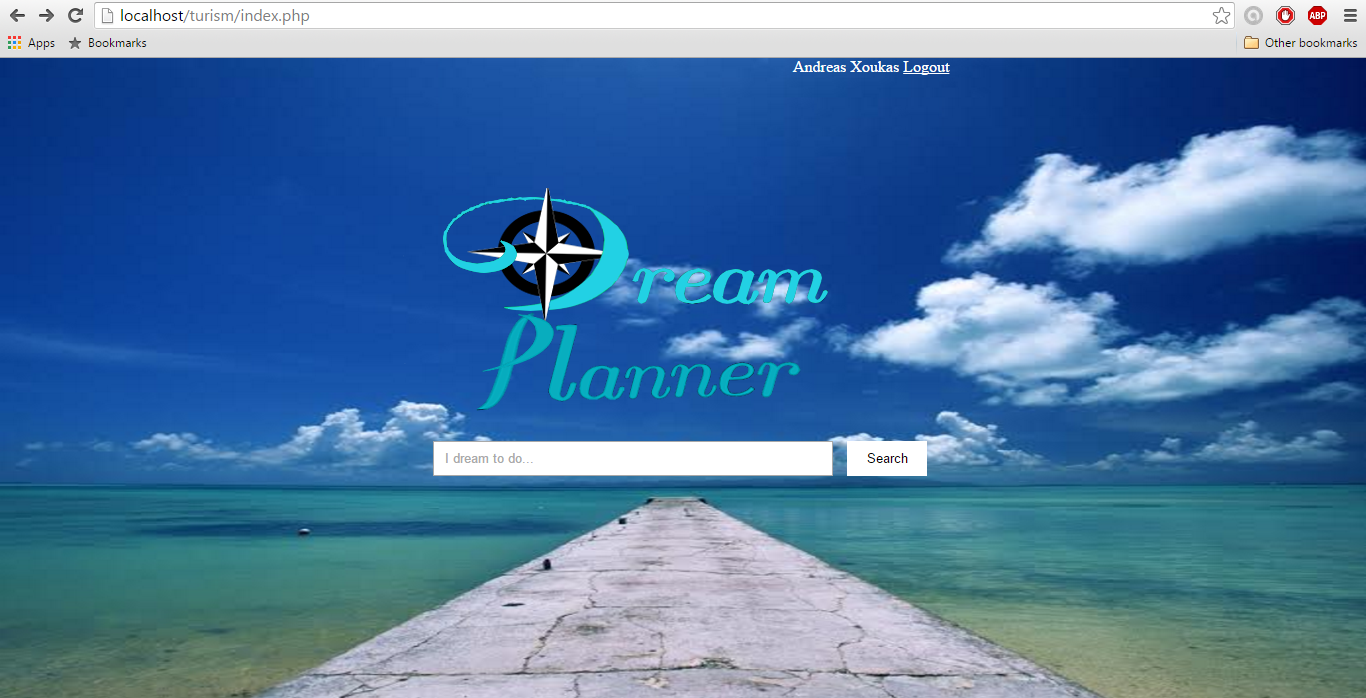 localhost/turism/index.php
ABP
Apps Bookmarks Other bookmarks
Andreas Xoukas Logout
Dream
Planner
I dream to do... Search